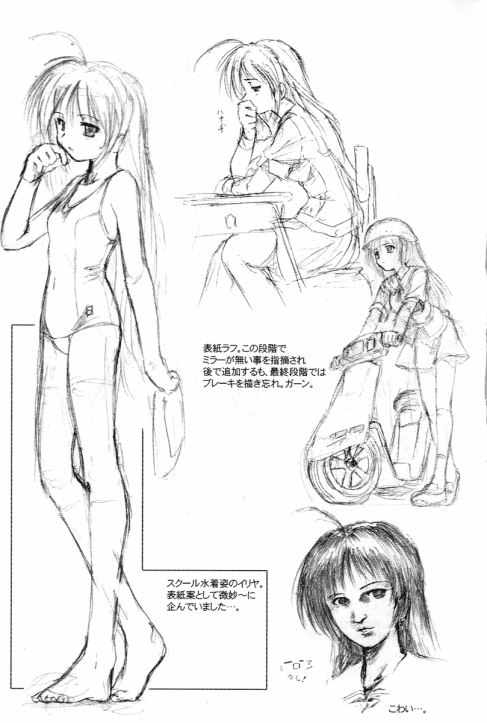 ハナヂ
表紙ラフ。この段階で
ミラーが無い事を指摘され
後で追加するも、最終段階では
ブレーキを描き忘れ。ガーン。
スクール水着姿のイリヤ。
表紙案として微妙～に
企んでいました…。
こわい…。